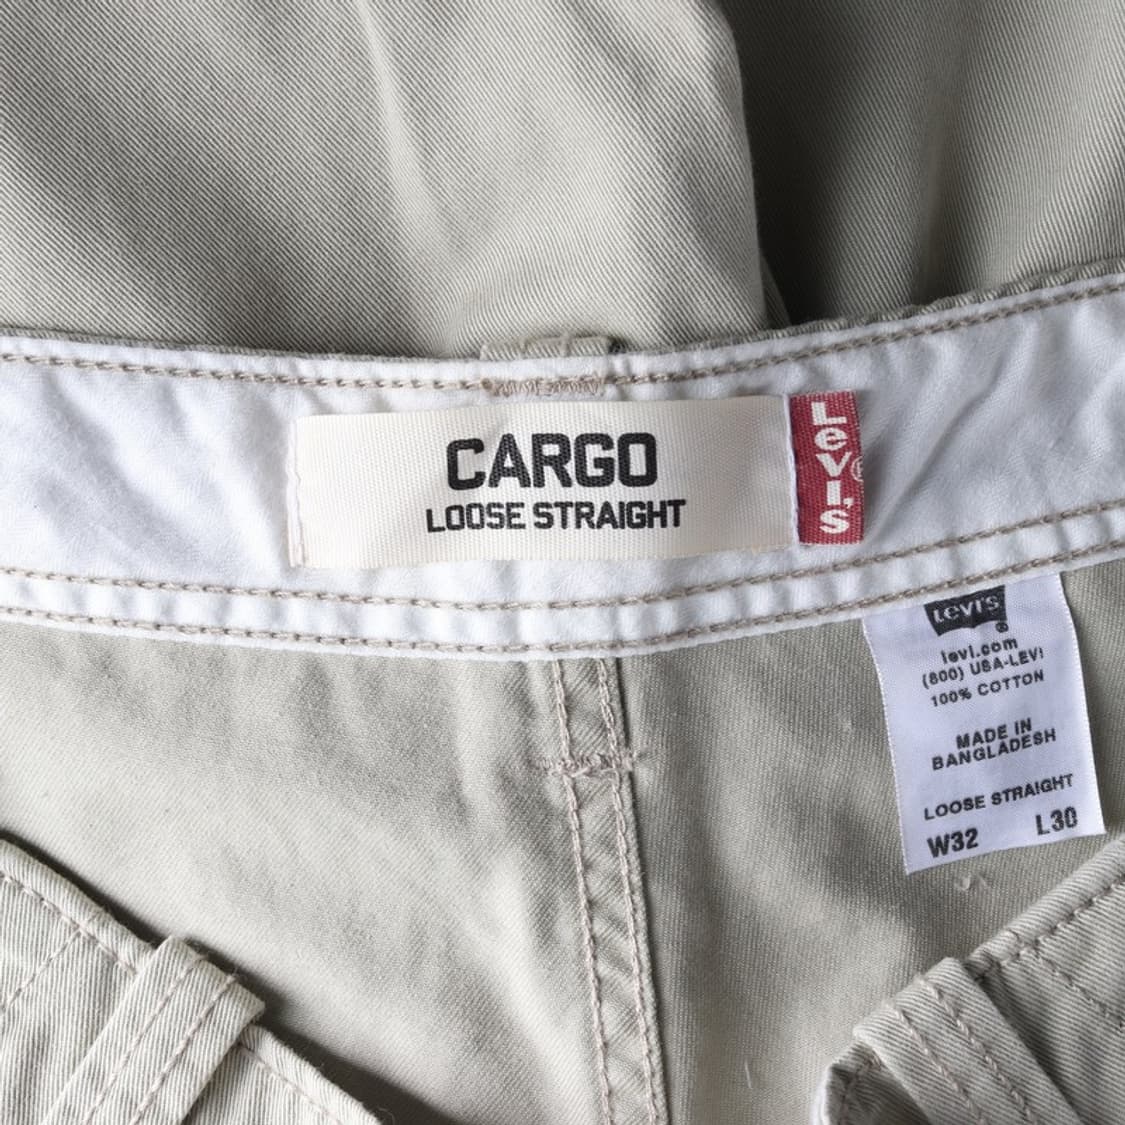 CARGO
LOOSE STRAIGHT
Levi's®
Levi's
®
levi.com
(800) USA-LEVI
100% COTTON
MADE IN
BANGLADESH
LOOSE STRAIGHT
W32 L30